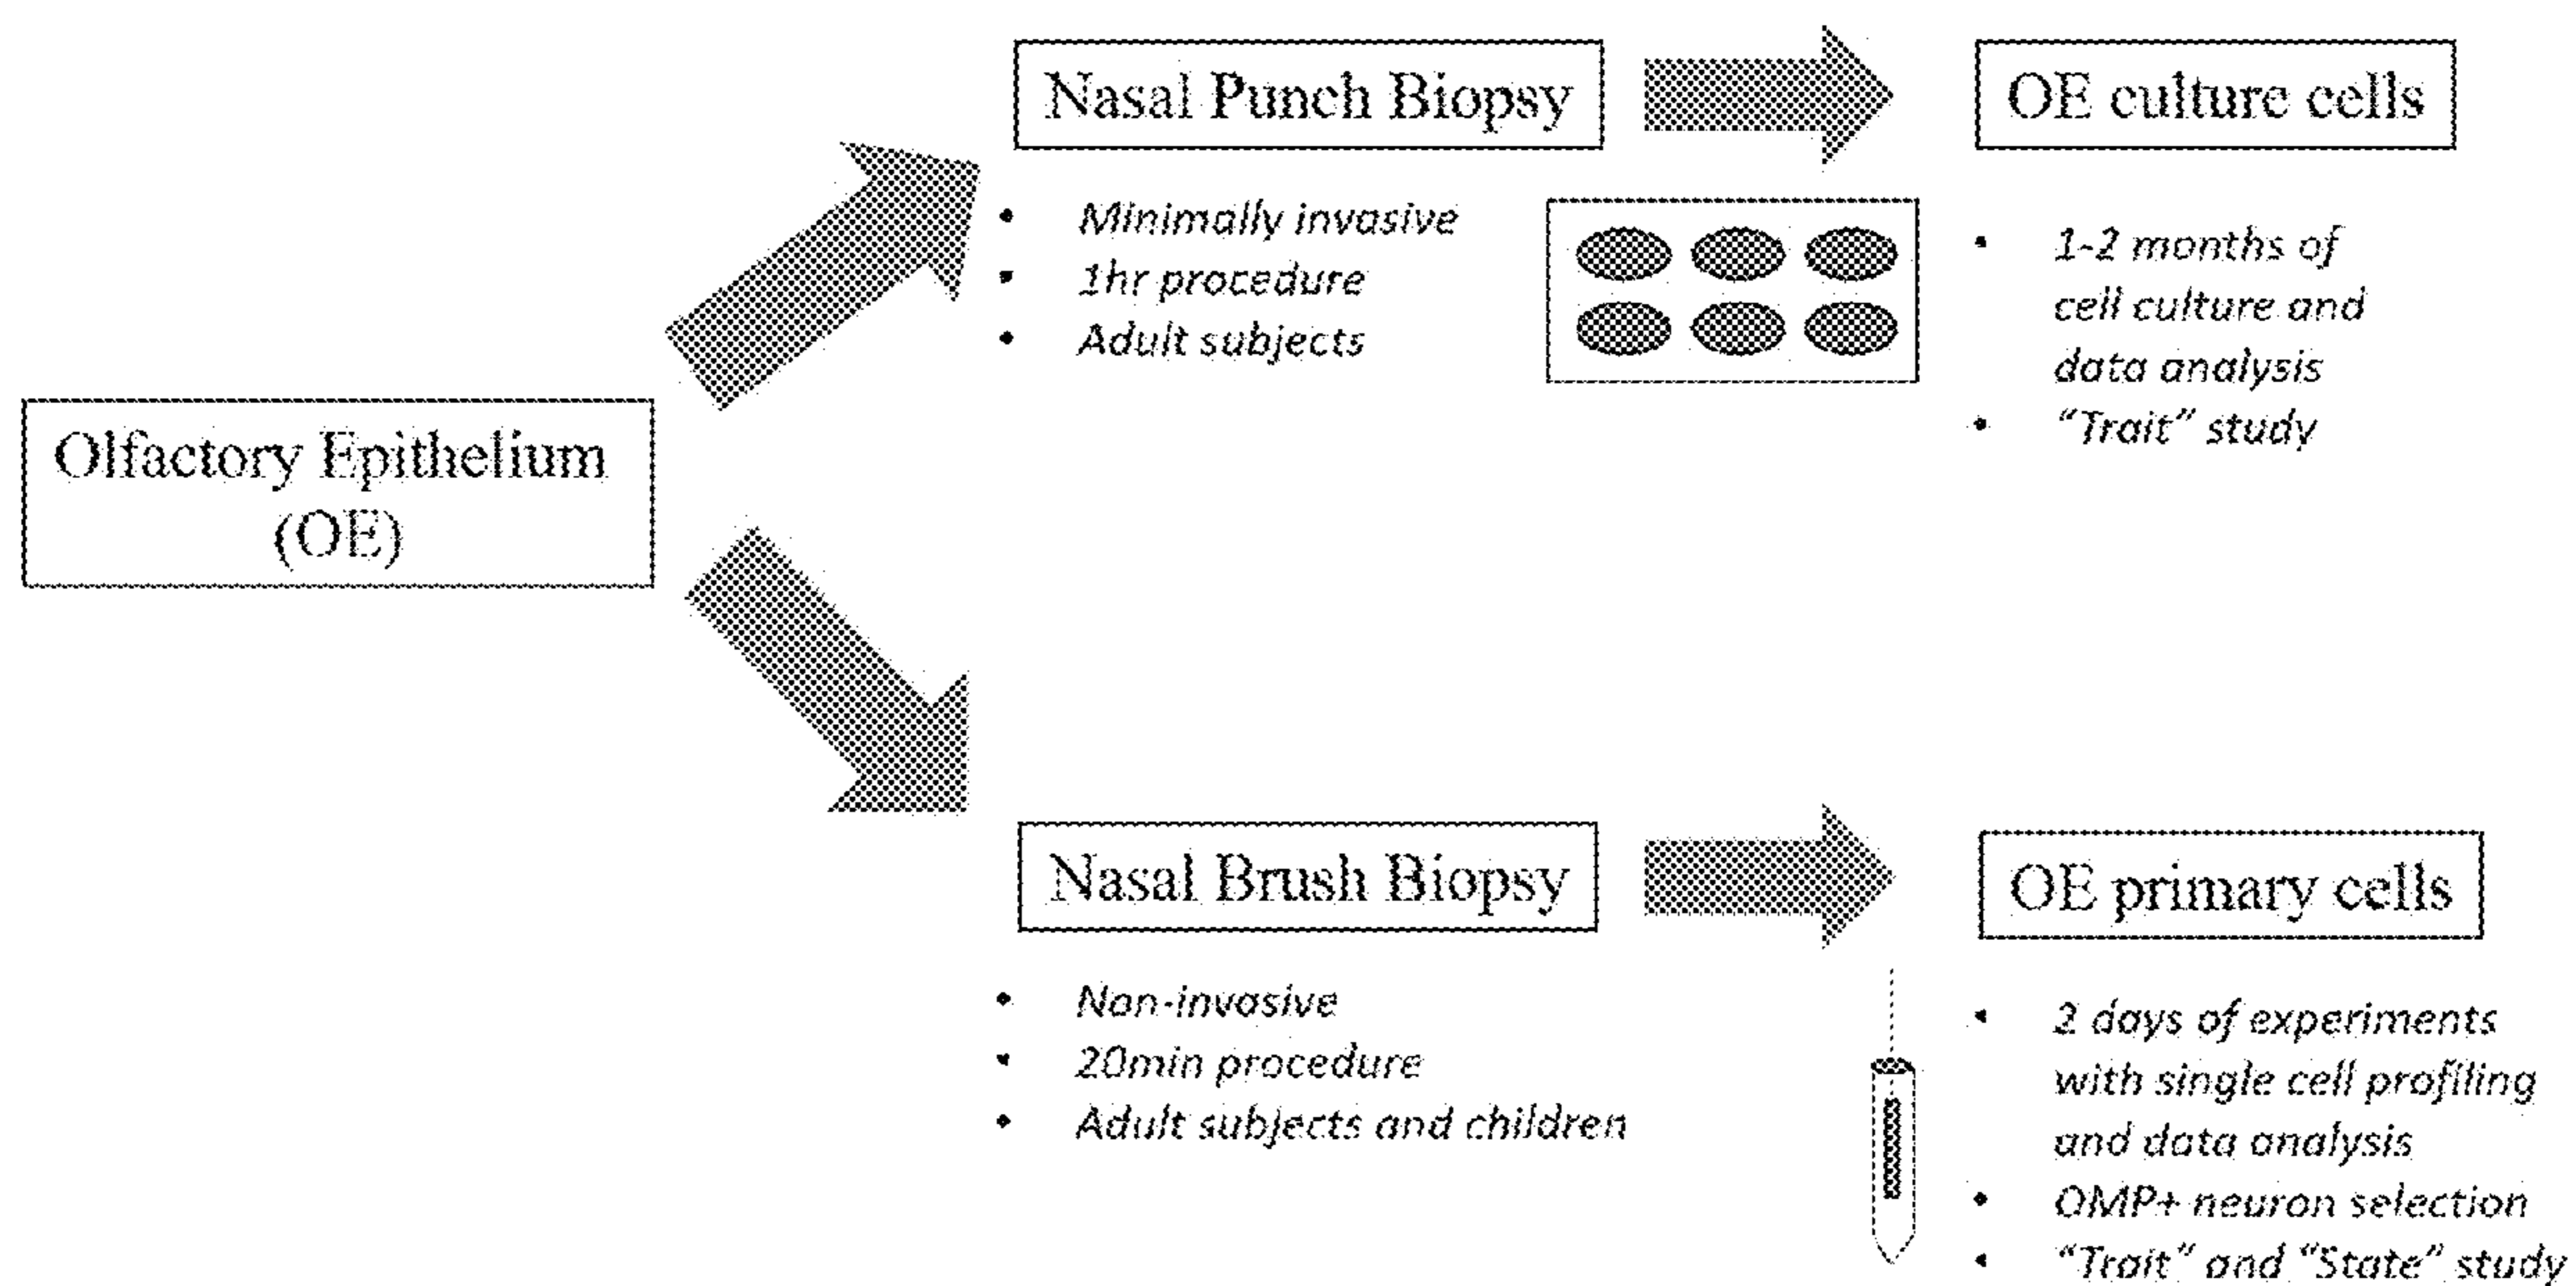 Nasal Punch Biopsy
OE culture cells
• Minimally invasive
• 1hr procedure
• Adult subjects
• 1-2 months of
cell culture and
data analysis
• “Trait” study
Olfactory Epithelium
(OE)
Nasal Brush Biopsy
OE primary cells
• Non-invasive
• 20min procedure
• Adult subjects and children
• 2 days of experiments
with single cell profiling
and data analysis
• OMP+ neuron selection
• “Trait” and “State” study